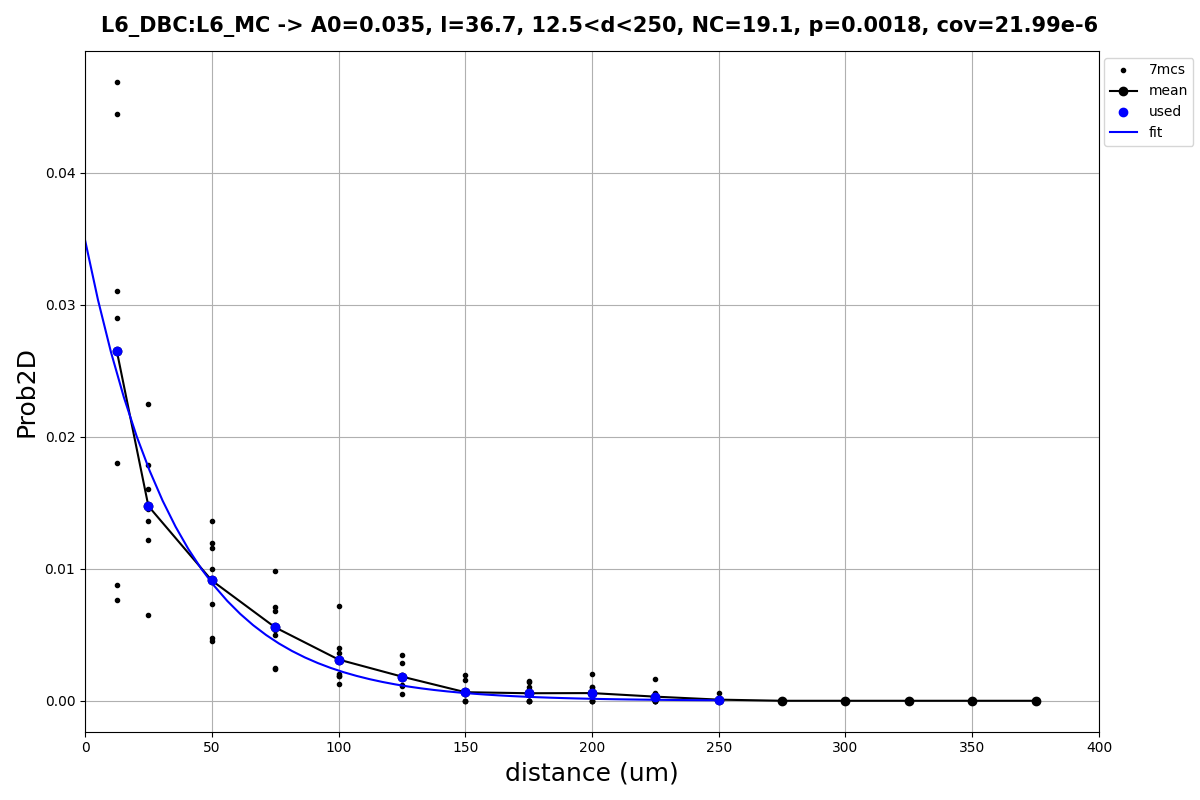 L6_DBC:L6_MC -> A0=0.035, l=36.7, 12.5<d<250, NC=19.1, p=0.0018, cov=21.99e-6
7mcs
mean
used
fit
0.04
0.03
0.02
0.01
0.00
Prob2D
0 50 100 150 200 250 300 350 400
distance (um)